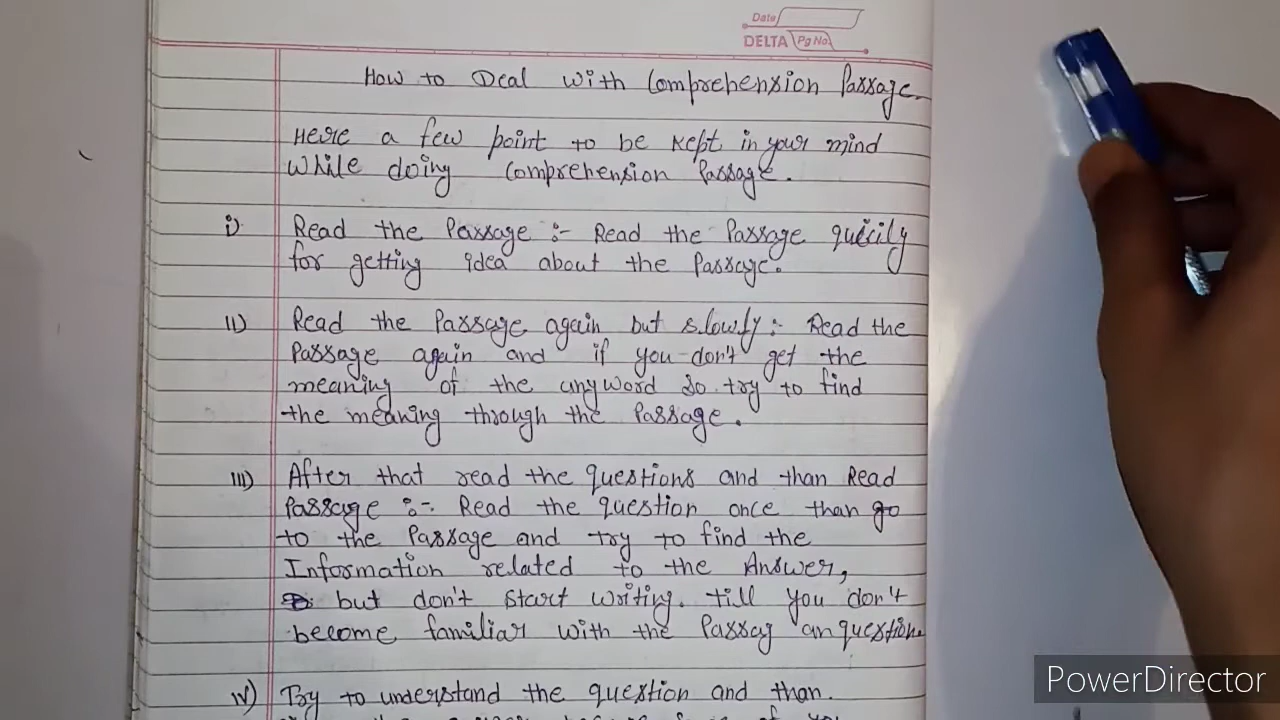 Date
DELTA Pg No.
How to Deal with Comprehension Passage.
Here a few point to be kept in your mind
While doing Comprehension Passage.
i) Read the Passage :- Read the Passage quicily
for getting idea about the Passage.
ii) Read the Passage again but slowly :- Read the
Passage again and if you don't get the
meaning of the anyword so try to find
the meaning through the Passage.
iii) After that read the questions and than Read
Passage :- Read the question once than go
to the Passage and try to find the
Information related to the Answer,
but don't start writing. till you don't
become familiar with the Passag an question
iv) Try to understand the question and than.
PowerDirector